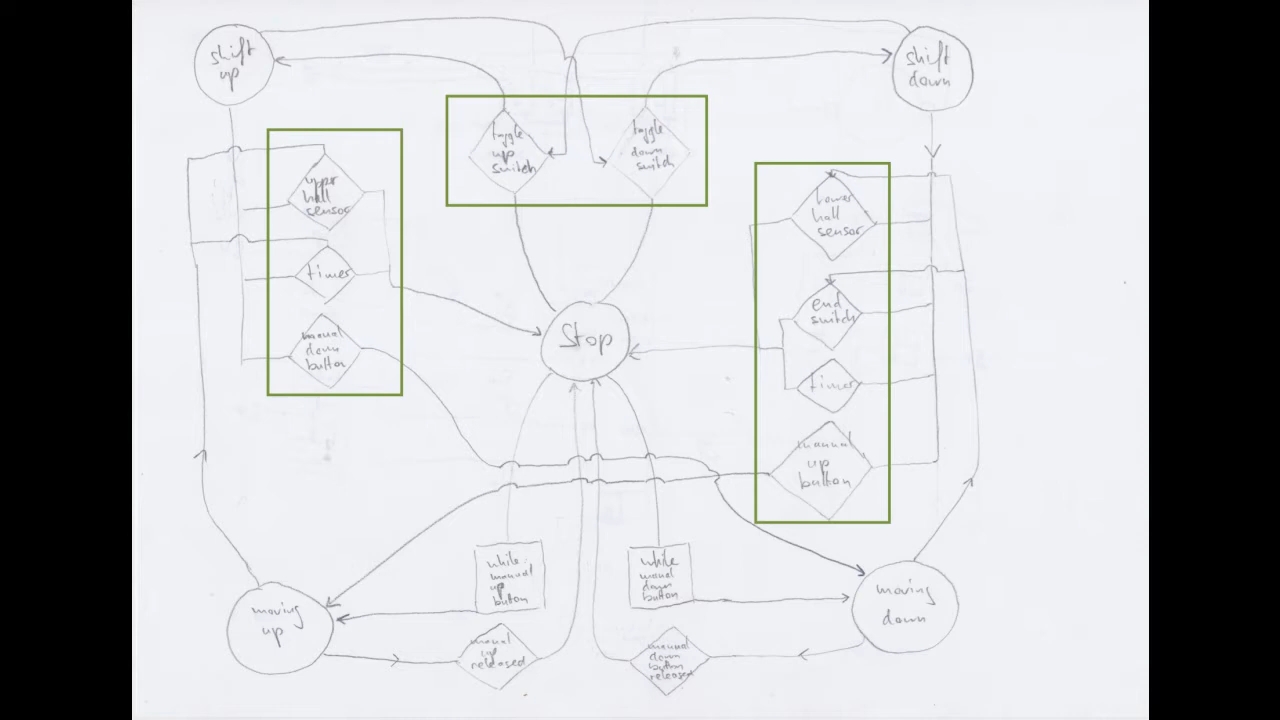 shift
up
shift
down
toggle
up
switch
toggle
down
switch
upper
hall
sensor
timer
manual
down
button
lower
hall
sensor
end
switch
timer
manual
up
button
Stop
while
manual
up
button
while
manual
down
button
moving
up
moving
down
manual
up
released
manual
down
button
released